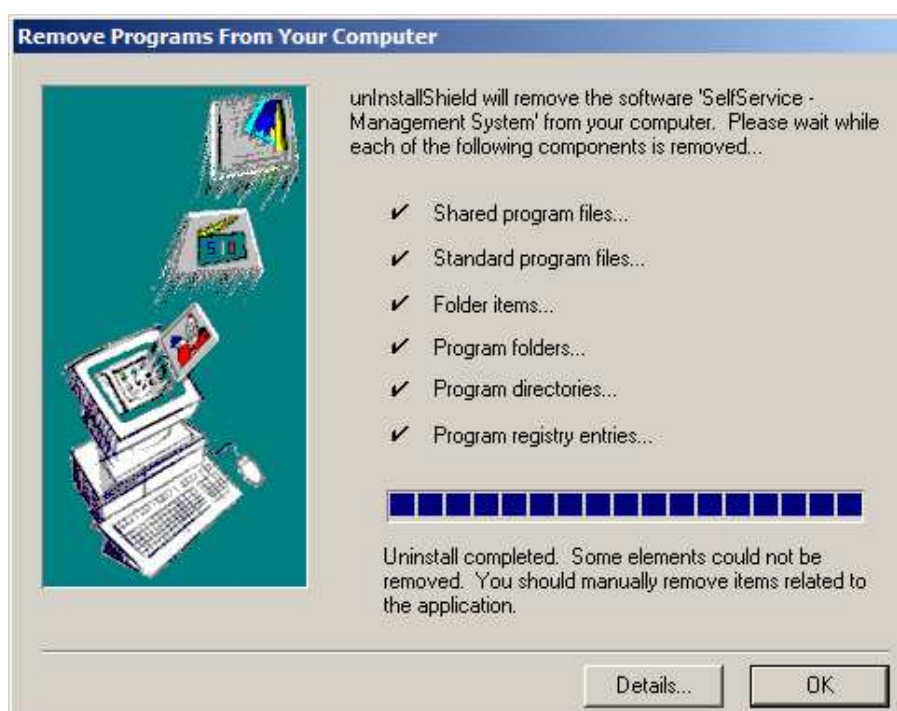 Remove Programs From Your Computer
unInstallShield will remove the software 'SelfService -
Management System' from your computer.  Please wait while
each of the following components is removed...
✔ Shared program files...
✔ Standard program files...
✔ Folder items...
✔ Program folders...
✔ Program directories...
✔ Program registry entries...
Uninstall completed.  Some elements could not be
removed.  You should manually remove items related to
the application.
Details... OK